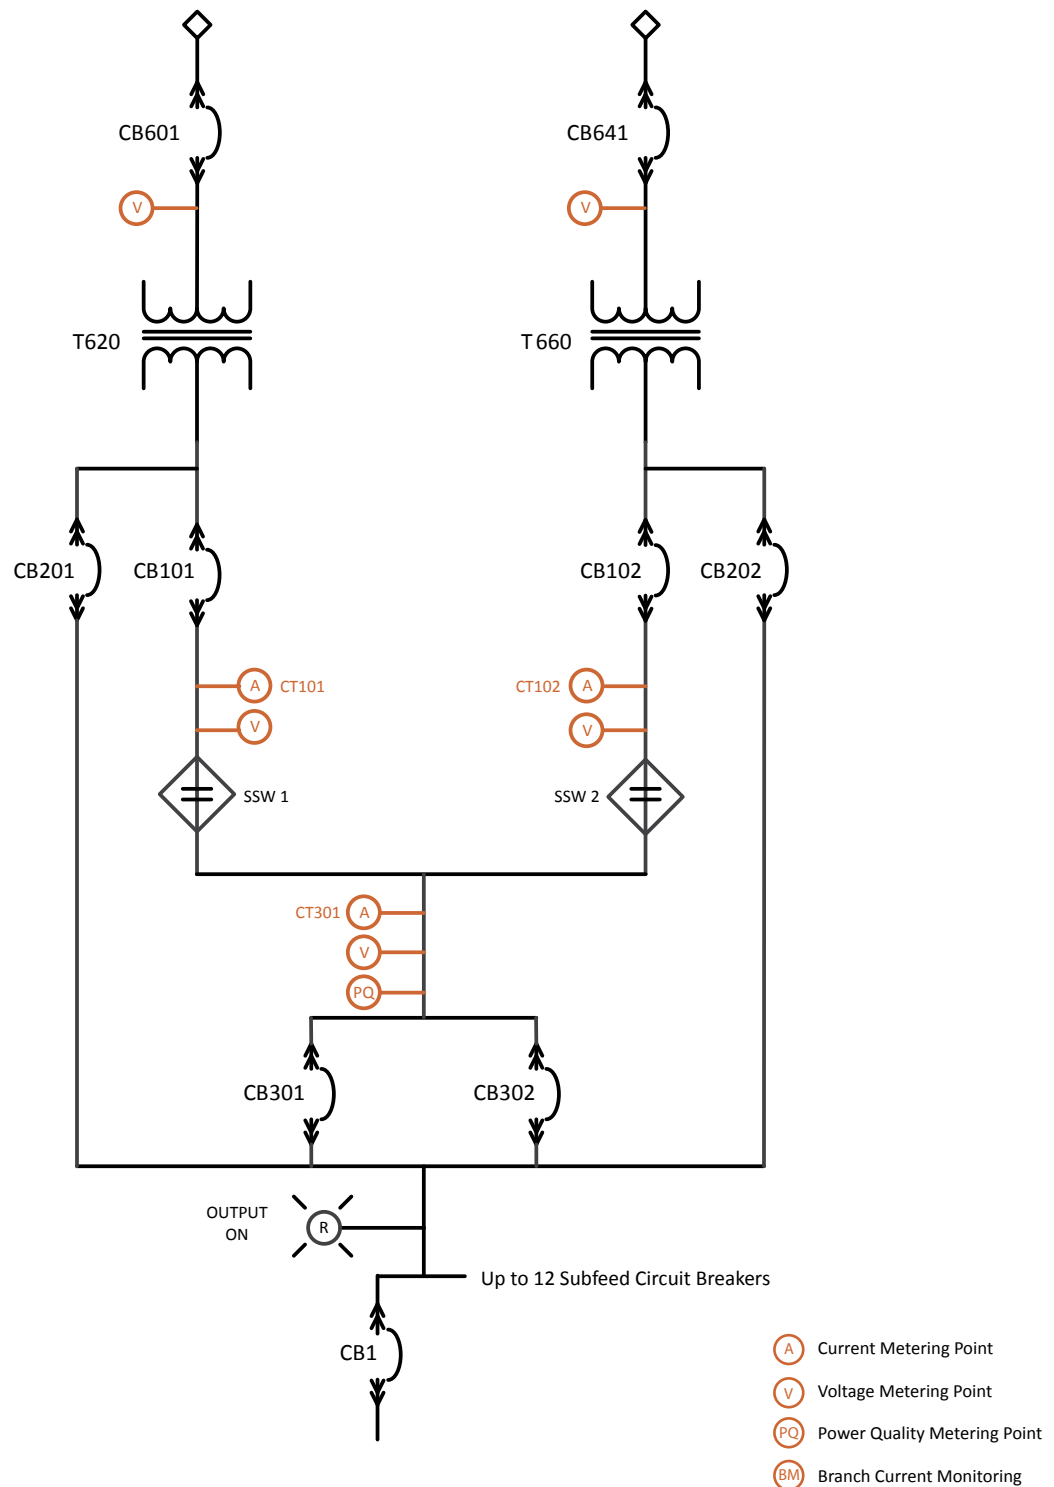 CB601
CB641
V
V
T620
T660
CB201
CB101
CB102
CB202
A
CT101
CT102
A
V
V
SSW 1
SSW 2
CT301
A
V
PQ
CB301
CB302
OUTPUT
ON
R
Up to 12 Subfeed Circuit Breakers
CB1
A Current Metering Point
V Voltage Metering Point
PQ Power Quality Metering Point
BM Branch Current Monitoring